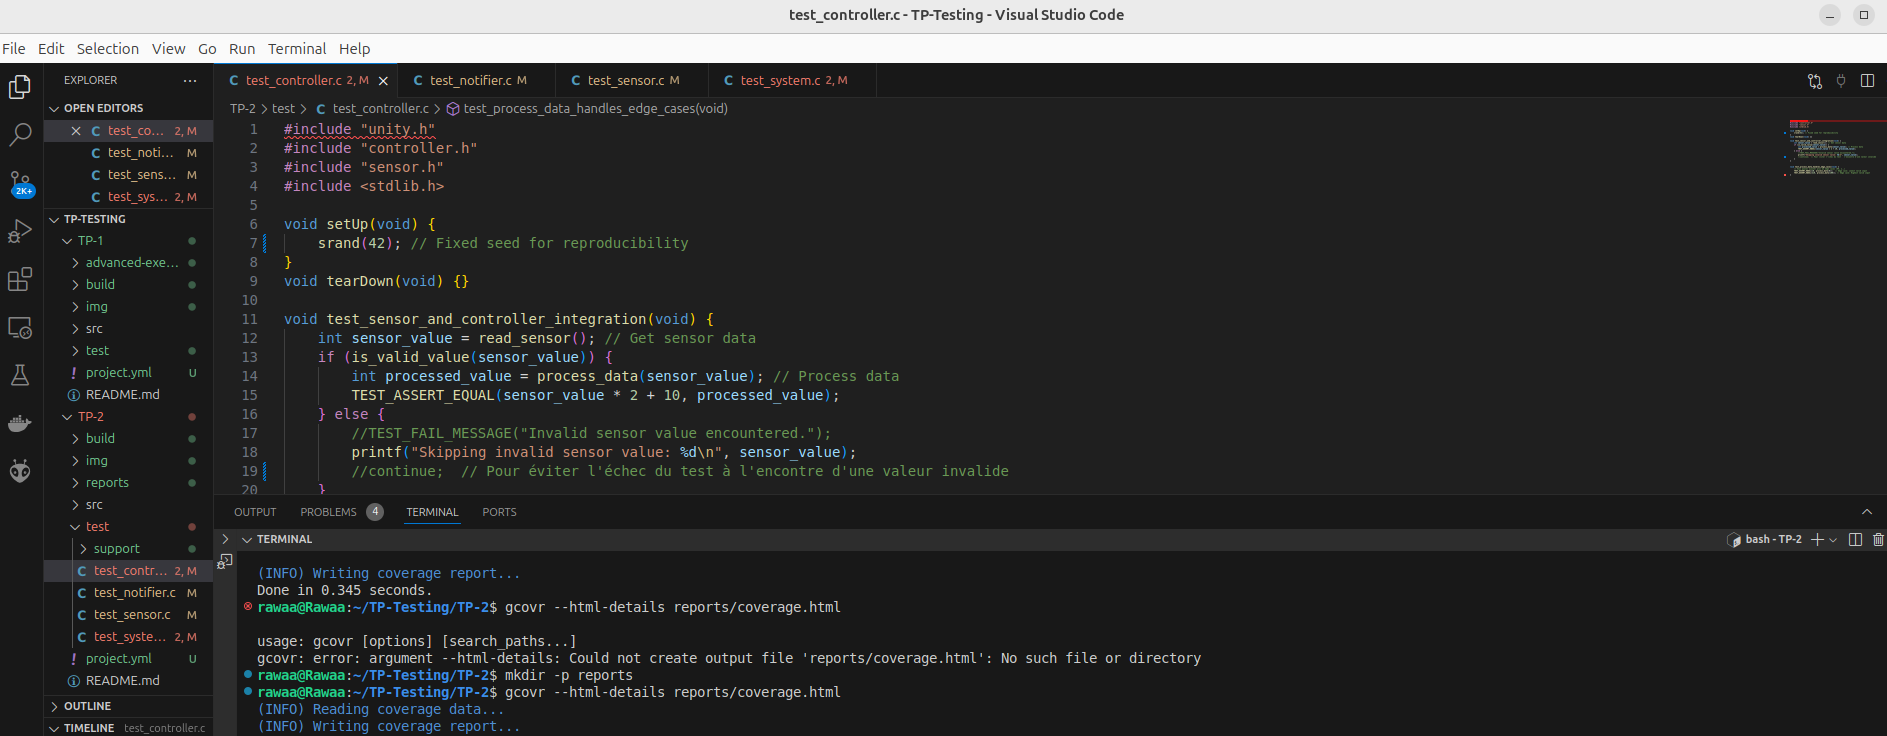 test_controller.c - TP-Testing - Visual Studio Code
File Edit Selection View Go Run Terminal Help
EXPLORER ...
OPEN EDITORS
test_co... 2, M
test_noti... M
test_sens... M
test_sys... 2, M
TP-TESTING
TP-1
advanced-exe...
build
img
src
test
! project.yml U
README.md
TP-2
build
img
reports
src
test
support
C test_contr... 2, M
C test_notifier.c M
C test_sensor.c M
C test_syste... 2, M
! project.yml U
README.md
OUTLINE
TIMELINE test_controller.c
2K+
C test_controller.c 2, M
C test_notifier.c M
C test_sensor.c M
C test_system.c 2, M
TP-2 > test > C test_controller.c > test_process_data_handles_edge_cases(void)
1 #include "unity.h"
2 #include "controller.h"
3 #include "sensor.h"
4 #include <stdlib.h>
5
6 void setUp(void) {
7 srand(42); // Fixed seed for reproducibility
8 }
9 void tearDown(void) {}
10
11 void test_sensor_and_controller_integration(void) {
12 int sensor_value = read_sensor(); // Get sensor data
13 if (is_valid_value(sensor_value)) {
14 int processed_value = process_data(sensor_value); // Process data
15 TEST_ASSERT_EQUAL(sensor_value * 2 + 10, processed_value);
16 } else {
17 //TEST_FAIL_MESSAGE("Invalid sensor value encountered.");
18 printf("Skipping invalid sensor value: %d\n", sensor_value);
19 //continue; // Pour éviter l'échec du test à l'encontre d'une valeur invalide
20 }
OUTPUT PROBLEMS 4 TERMINAL PORTS
TERMINAL
bash - TP-2
(INFO) Writing coverage report...
Done in 0.345 seconds.
rawaa@Rawaa:~/TP-Testing/TP-2$ gcovr --html-details reports/coverage.html
usage: gcovr [options] [search_paths...]
gcovr: error: argument --html-details: Could not create output file 'reports/coverage.html': No such file or directory
rawaa@Rawaa:~/TP-Testing/TP-2$ mkdir -p reports
rawaa@Rawaa:~/TP-Testing/TP-2$ gcovr --html-details reports/coverage.html
(INFO) Reading coverage data...
(INFO) Writing coverage report...